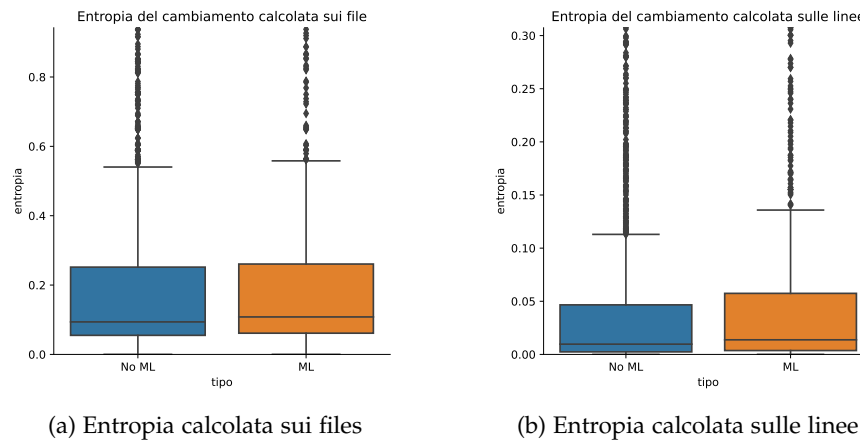 Entropia del cambiamento calcolata sui file
0.8
0.6
0.4
0.2
0.0
entropia
No ML
ML
tipo
Entropia del cambiamento calcolata sulle linee
0.30
0.25
0.20
0.15
0.10
0.05
0.00
entropia
No ML
ML
tipo
(a) Entropia calcolata sui files
(b) Entropia calcolata sulle linee